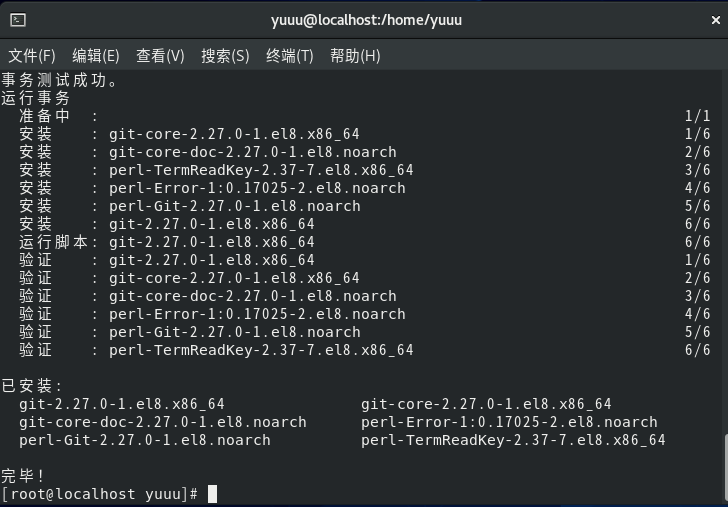 yuuu@localhost:/home/yuuu
文件(F) 编辑(E) 查看(V) 搜索(S) 终端(T) 帮助(H)
事务测试成功。
运行事务
准备中 : 1/1
安装 : git-core-2.27.0-1.el8.x86_64 1/6
安装 : git-core-doc-2.27.0-1.el8.noarch 2/6
安装 : perl-TermReadKey-2.37-7.el8.x86_64 3/6
安装 : perl-Error-1:0.17025-2.el8.noarch 4/6
安装 : perl-Git-2.27.0-1.el8.noarch 5/6
安装 : git-2.27.0-1.el8.x86_64 6/6
运行脚本: git-2.27.0-1.el8.x86_64 6/6
验证 : git-2.27.0-1.el8.x86_64 1/6
验证 : git-core-2.27.0-1.el8.x86_64 2/6
验证 : git-core-doc-2.27.0-1.el8.noarch 3/6
验证 : perl-Error-1:0.17025-2.el8.noarch 4/6
验证 : perl-Git-2.27.0-1.el8.noarch 5/6
验证 : perl-TermReadKey-2.37-7.el8.x86_64 6/6
已安装:
git-2.27.0-1.el8.x86_64 git-core-2.27.0-1.el8.x86_64
git-core-doc-2.27.0-1.el8.noarch perl-Error-1:0.17025-2.el8.noarch
perl-Git-2.27.0-1.el8.noarch perl-TermReadKey-2.37-7.el8.x86_64
完毕!
[root@localhost yuuu]#